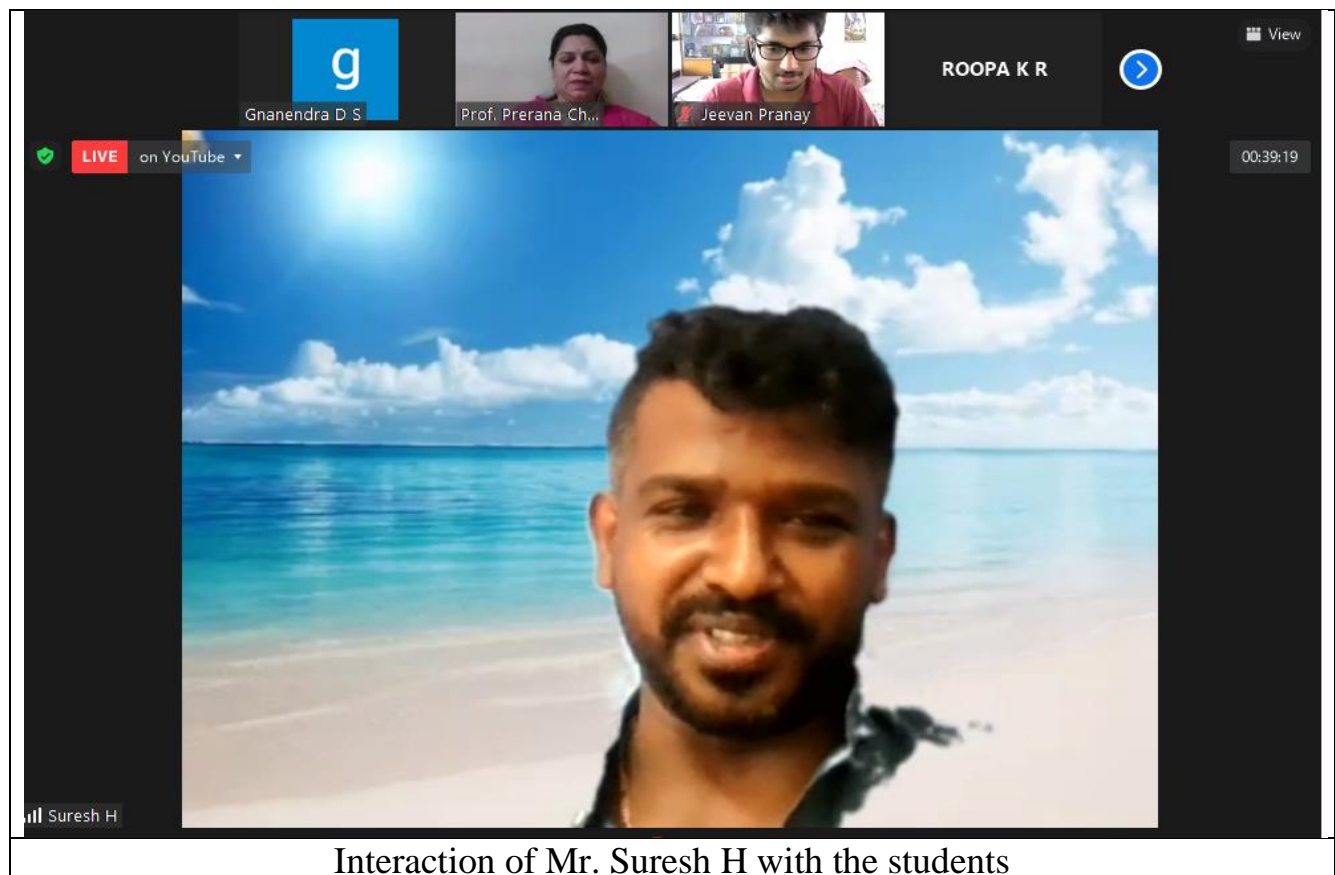 View
g
ROOPA K R
Gnanendra D S
Prof. Prerana Ch...
Jeevan Pranay
LIVE on YouTube
00:39:19
Suresh H
Interaction of Mr. Suresh H with the students